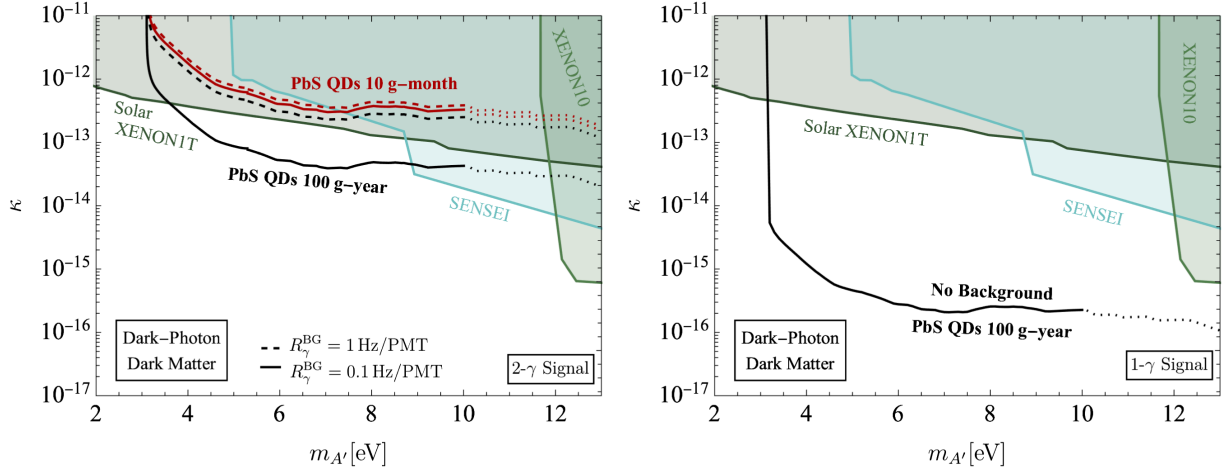 10⁻¹¹
10⁻¹²
10⁻¹³
10⁻¹⁴
10⁻¹⁵
10⁻¹⁶
10⁻¹⁷
κ
PbS QDs 10 g−month
XENON10
Solar
XENON1T
PbS QDs 100 g−year
SENSEI
Dark−Photon
Dark Matter
R_γ^BG = 1 Hz/PMT
R_γ^BG = 0.1 Hz/PMT
2-γ Signal
2 4 6 8 10 12
m_A′ [eV]
10⁻¹¹
10⁻¹²
10⁻¹³
10⁻¹⁴
10⁻¹⁵
10⁻¹⁶
10⁻¹⁷
κ
XENON10
Solar XENON1T
SENSEI
No Background
PbS QDs 100 g−year
Dark−Photon
Dark Matter
1-γ Signal
2 4 6 8 10 12
m_A′ [eV]